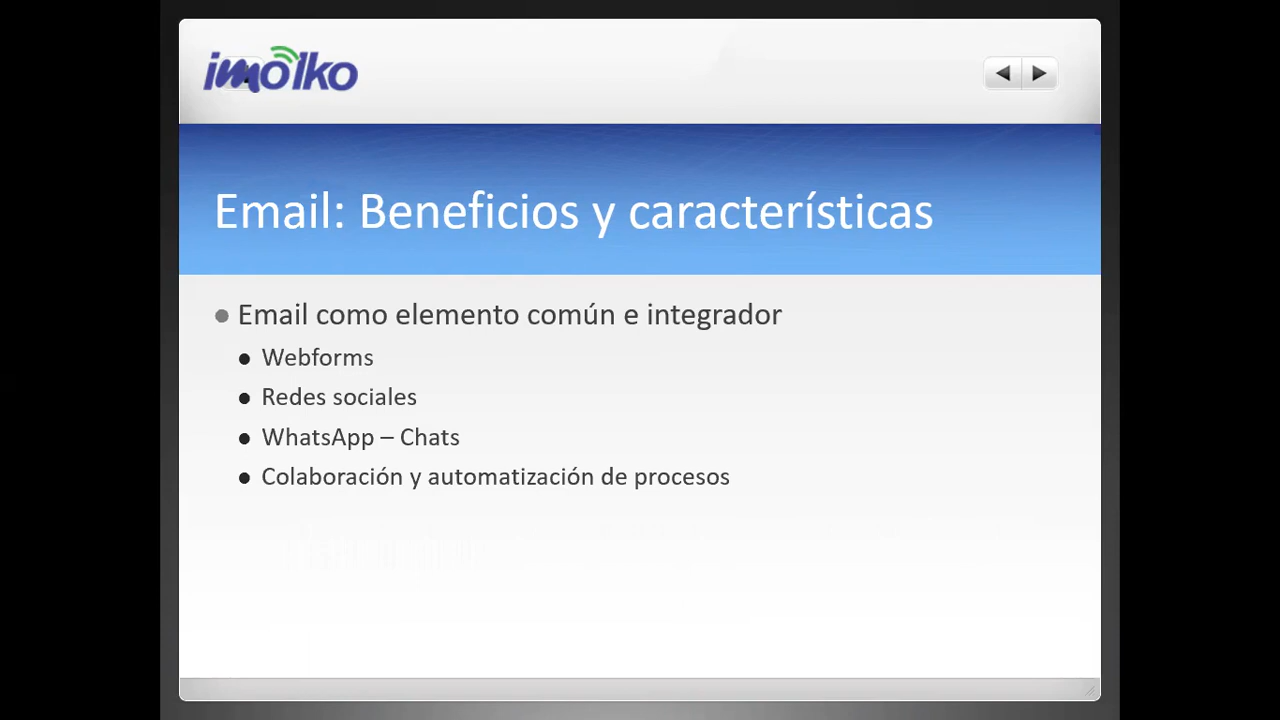 imolko
Email: Beneficios y características
Email como elemento común e integrador
Webforms
Redes sociales
WhatsApp – Chats
Colaboración y automatización de procesos